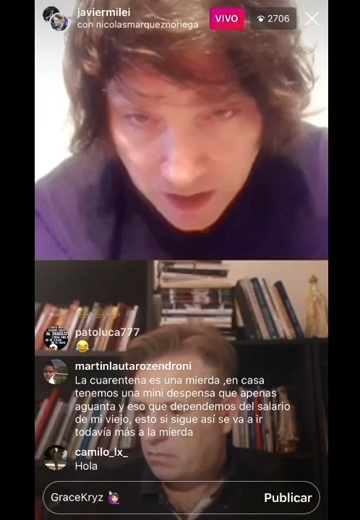 javiermilei
con nicolasmarqueznoriega
VIVO
2706
patoluca777
😂
martinlautarozendroni
La cuarentena es una mierda ,en casa
tenemos una mini despensa que apenas
aguanta y eso que dependemos del salario
de mi viejo, esto si sigue así se va a ir
todavía más a la mierda
camilo_lx_
Hola
GraceKryz 🙋🏻‍♀️
Publicar